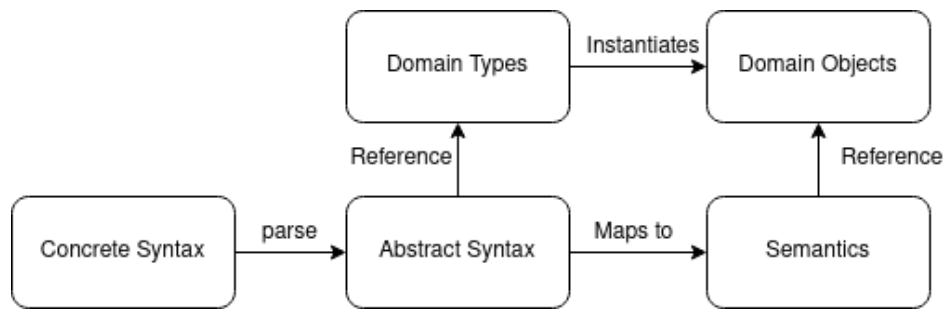 Domain Types
Instantiates
Domain Objects
Reference
Reference
Concrete Syntax
parse
Abstract Syntax
Maps to
Semantics